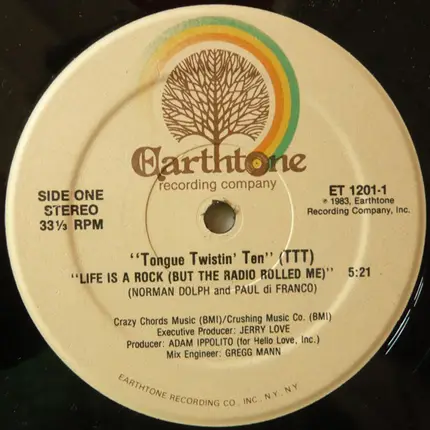 Earthtone
recording company
SIDE ONE
STEREO
33⅓ RPM
ET 1201-1
℗ 1983, Earthtone
Recording Company, Inc.
"Tongue Twistin' Ten" (TTT)
"LIFE IS A ROCK (BUT THE RADIO ROLLED ME)" 5:21
(NORMAN DOLPH and PAUL di FRANCO)
Crazy Chords Music (BMI)/Crushing Music Co. (BMI)
Executive Producer: JERRY LOVE
Producer: ADAM IPPOLITO (for Hello Love, Inc.)
Mix Engineer: GREGG MANN
EARTHTONE RECORDING CO., INC., N.Y., N.Y.